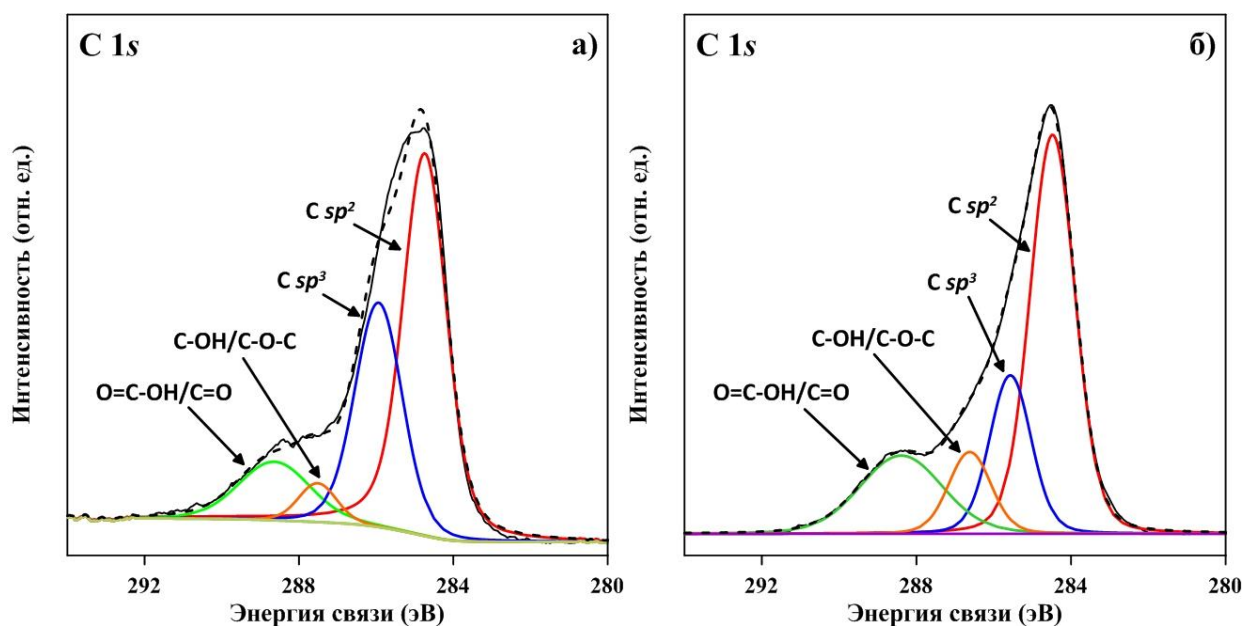 C 1s
а)
Интенсивность (отн. ед.)
C sp²
C sp³
C-OH/C-O-C
O=C-OH/C=O
292
288
284
280
Энергия связи (эВ)
C 1s
б)
Интенсивность (отн. ед.)
C sp²
C sp³
C-OH/C-O-C
O=C-OH/C=O
292
288
284
280
Энергия связи (эВ)